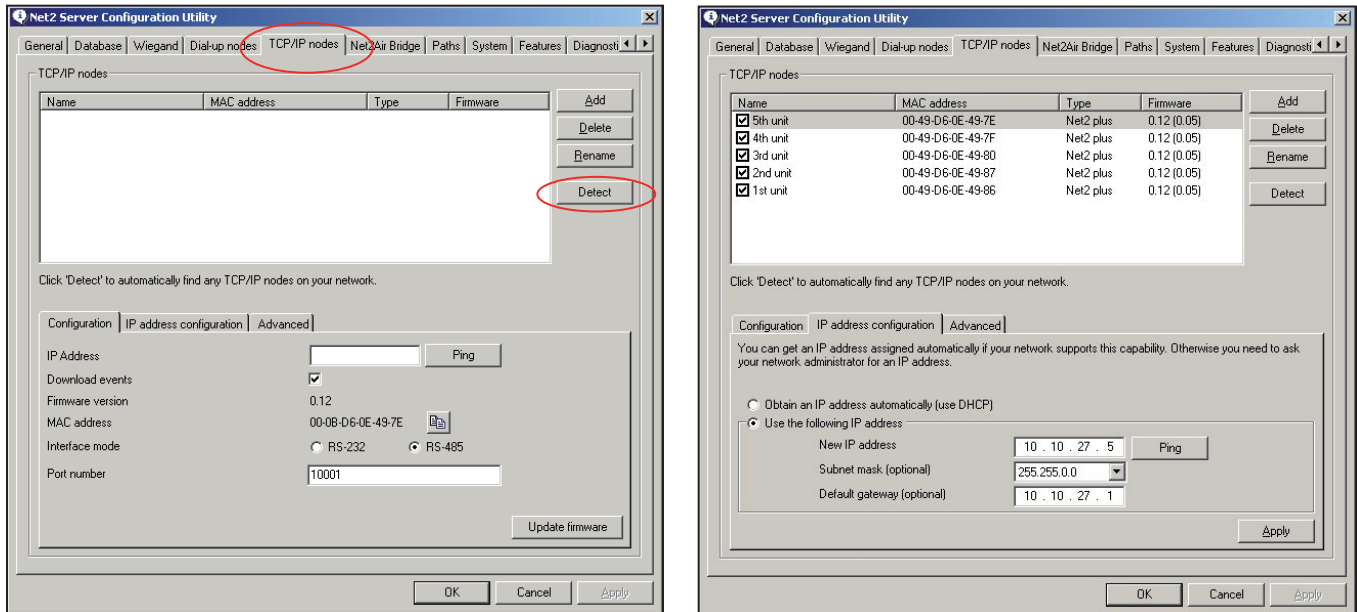 Net2 Server Configuration Utility
General Database Wiegand Dial-up nodes TCP/IP nodes Net2Air Bridge Paths System Features Diagnosti
TCP/IP nodes
Name MAC address Type Firmware
Add
Delete
Rename
Detect
Click 'Detect' to automatically find any TCP/IP nodes on your network.
Configuration IP address configuration Advanced
IP Address Ping
Download events
Firmware version 0.12
MAC address 00-0B-D6-0E-49-7E
Interface mode RS-232 RS-485
Port number 10001
Update firmware
OK Cancel Apply
Net2 Server Configuration Utility
General Database Wiegand Dial-up nodes TCP/IP nodes Net2Air Bridge Paths System Features Diagnosti
TCP/IP nodes
Name MAC address Type Firmware
5th unit 00-49-D6-0E-49-7E Net2 plus 0.12 (0.05)
4th unit 00-49-D6-0E-49-7F Net2 plus 0.12 (0.05)
3rd unit 00-49-D6-0E-49-80 Net2 plus 0.12 (0.05)
2nd unit 00-49-D6-0E-49-87 Net2 plus 0.12 (0.05)
1st unit 00-49-D6-0E-49-86 Net2 plus 0.12 (0.05)
Add
Delete
Rename
Detect
Click 'Detect' to automatically find any TCP/IP nodes on your network.
Configuration IP address configuration Advanced
You can get an IP address assigned automatically if your network supports this capability. Otherwise you need to ask
your network administrator for an IP address.
Obtain an IP address automatically (use DHCP)
Use the following IP address
New IP address 10 . 10 . 27 . 5 Ping
Subnet mask (optional) 255.255.0.0
Default gateway (optional) 10 . 10 . 27 . 1
Apply
OK Cancel Apply